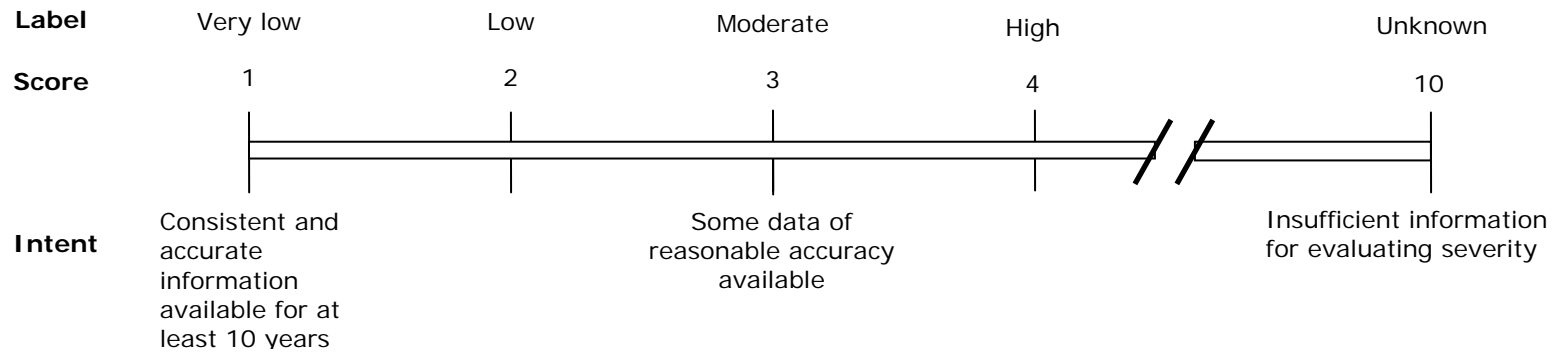 Label Very low Low Moderate High Unknown
Score 1 2 3 4 10
Intent
Consistent and
accurate
information
available for at
least 10 years
Some data of
reasonable accuracy
available
Insufficient information
for evaluating severity